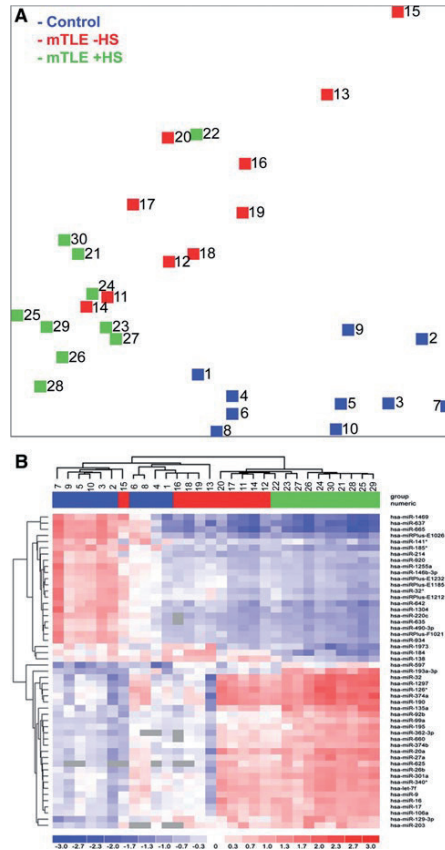 A
- Control
- mTLE -HS
- mTLE +HS
15
13
20
22
16
17
19
30
21
18
12
24
11
14
25
29
23
27
9
2
26
1
28
4
6
5
3
7
8
10
B
7 9 5 10 3 2 15 6 8 4 1 16 18 19 13 20 17 11 14 12 22 23 27 26 24 30 21 28 25 29
group
numeric
hsa-miR-1469
hsa-miR-637
hsa-miR-665
hsa-miRPlus-E1026
hsa-miR-141*
hsa-miR-185*
hsa-miR-214
hsa-miR-920
hsa-miR-1255a
hsa-miR-146b-3p
hsa-miRPlus-E1232
hsa-miRPlus-E1185
hsa-miR-32*
hsa-miRPlus-E1212
hsa-miR-642
hsa-miR-1304
hsa-miR-220c
hsa-miR-635
hsa-miR-490-3p
hsa-miRPlus-F1021
hsa-miR-934
hsa-miR-1973
hsa-miR-184
hsa-miR-138
hsa-miR-597
hsa-miR-193a-3p
hsa-miR-32
hsa-miR-1297
hsa-miR-126*
hsa-miR-374a
hsa-miR-190
hsa-miR-135a
hsa-miR-92b
hsa-miR-99a
hsa-miR-195
hsa-miR-362-3p
hsa-miR-660
hsa-miR-374b
hsa-miR-20a
hsa-miR-27a
hsa-miR-625
hsa-miR-26b
hsa-miR-301a
hsa-miR-340*
hsa-let-7f
hsa-miR-9
hsa-miR-16
hsa-miR-17
hsa-miR-106a
hsa-miR-129-3p
hsa-miR-203
-3.0 -2.7 -2.3 -2.0 -1.7 -1.3 -1.0 -0.7 -0.3 0 0.3 0.7 1.0 1.3 1.7 2.0 2.3 2.7 3.0